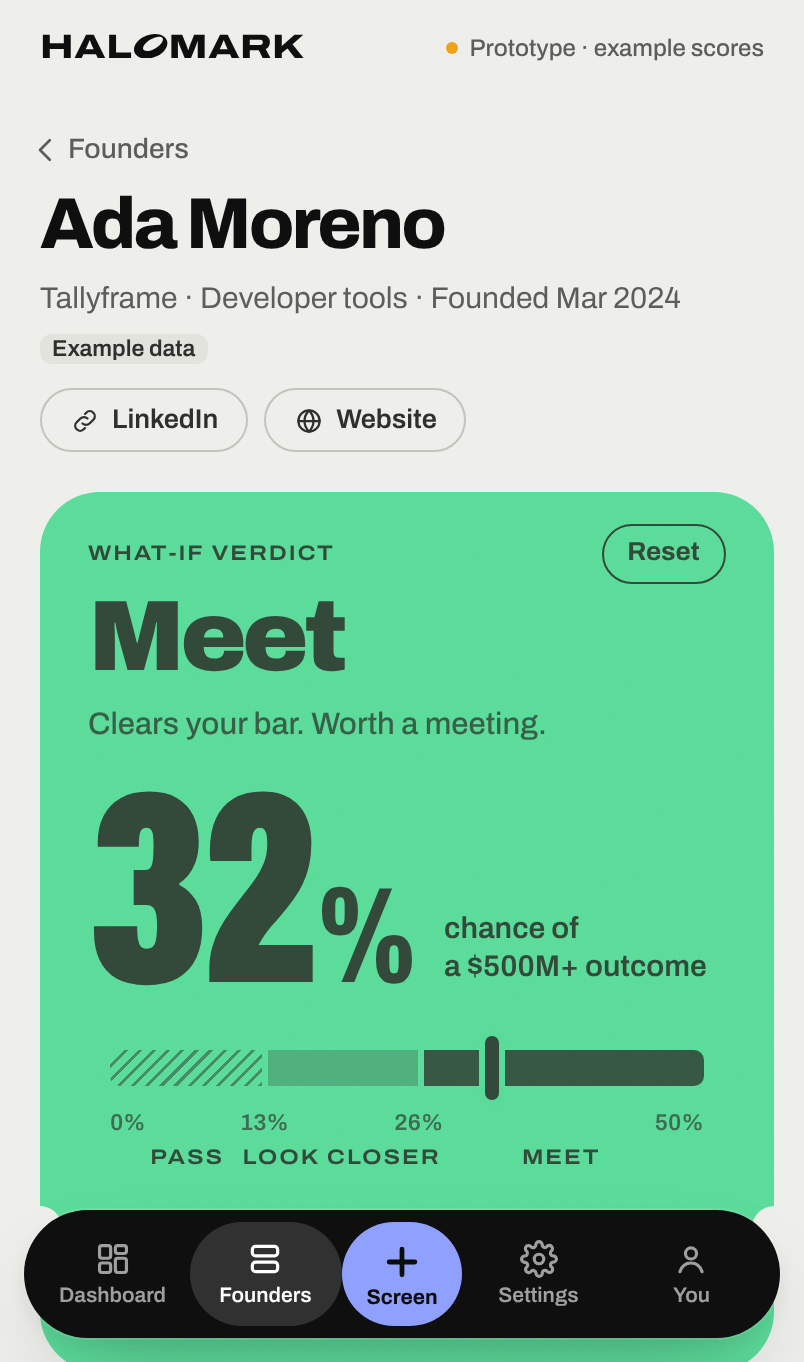 HALOMARK
Prototype · example scores
Founders
Ada Moreno
Tallyframe · Developer tools · Founded Mar 2024
Example data
LinkedIn
Website
WHAT-IF VERDICT
Reset
Meet
Clears your bar. Worth a meeting.
32%
chance of
a $500M+ outcome
0% 13% 26% 50%
PASS LOOK CLOSER MEET
Dashboard Founders Screen Settings You